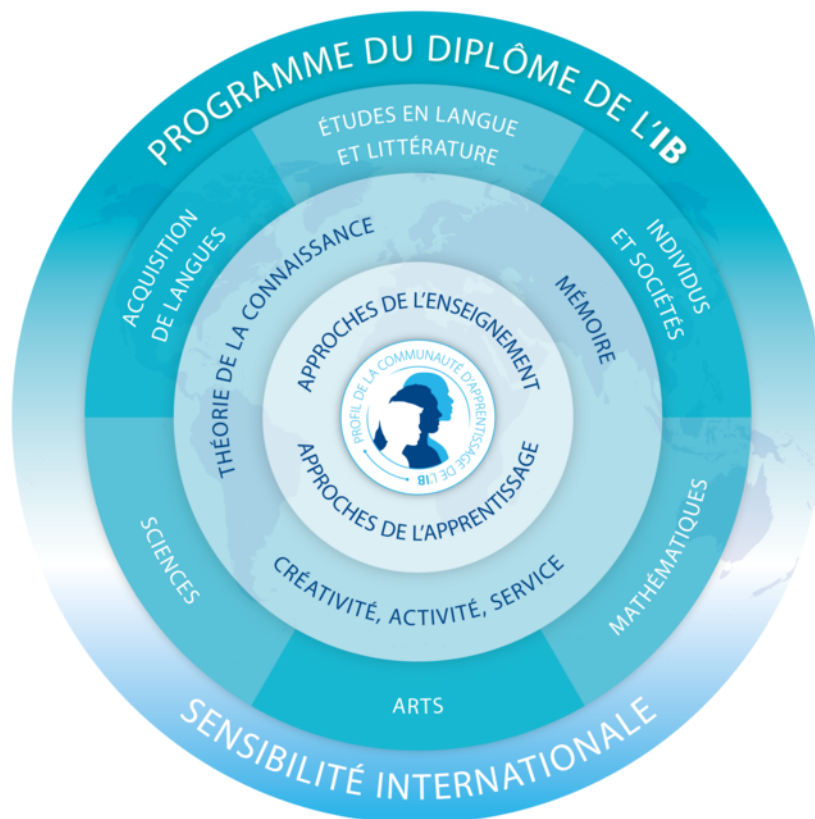 PROGRAMME DU DIPLÔME DE L'IB
ÉTUDES EN LANGUE
ET LITTÉRATURE
ACQUISITION
DE LANGUES
INDIVIDUS
ET SOCIÉTÉS
THÉORIE DE LA CONNAISSANCE
MÉMOIRE
APPROCHES DE L'ENSEIGNEMENT
PROFIL DE LA COMMUNAUTÉ D'APPRENTISSAGE DE L'IB
APPROCHES DE L'APPRENTISSAGE
SCIENCES
MATHÉMATIQUES
CRÉATIVITÉ, ACTIVITÉ, SERVICE
ARTS
SENSIBILITÉ INTERNATIONALE